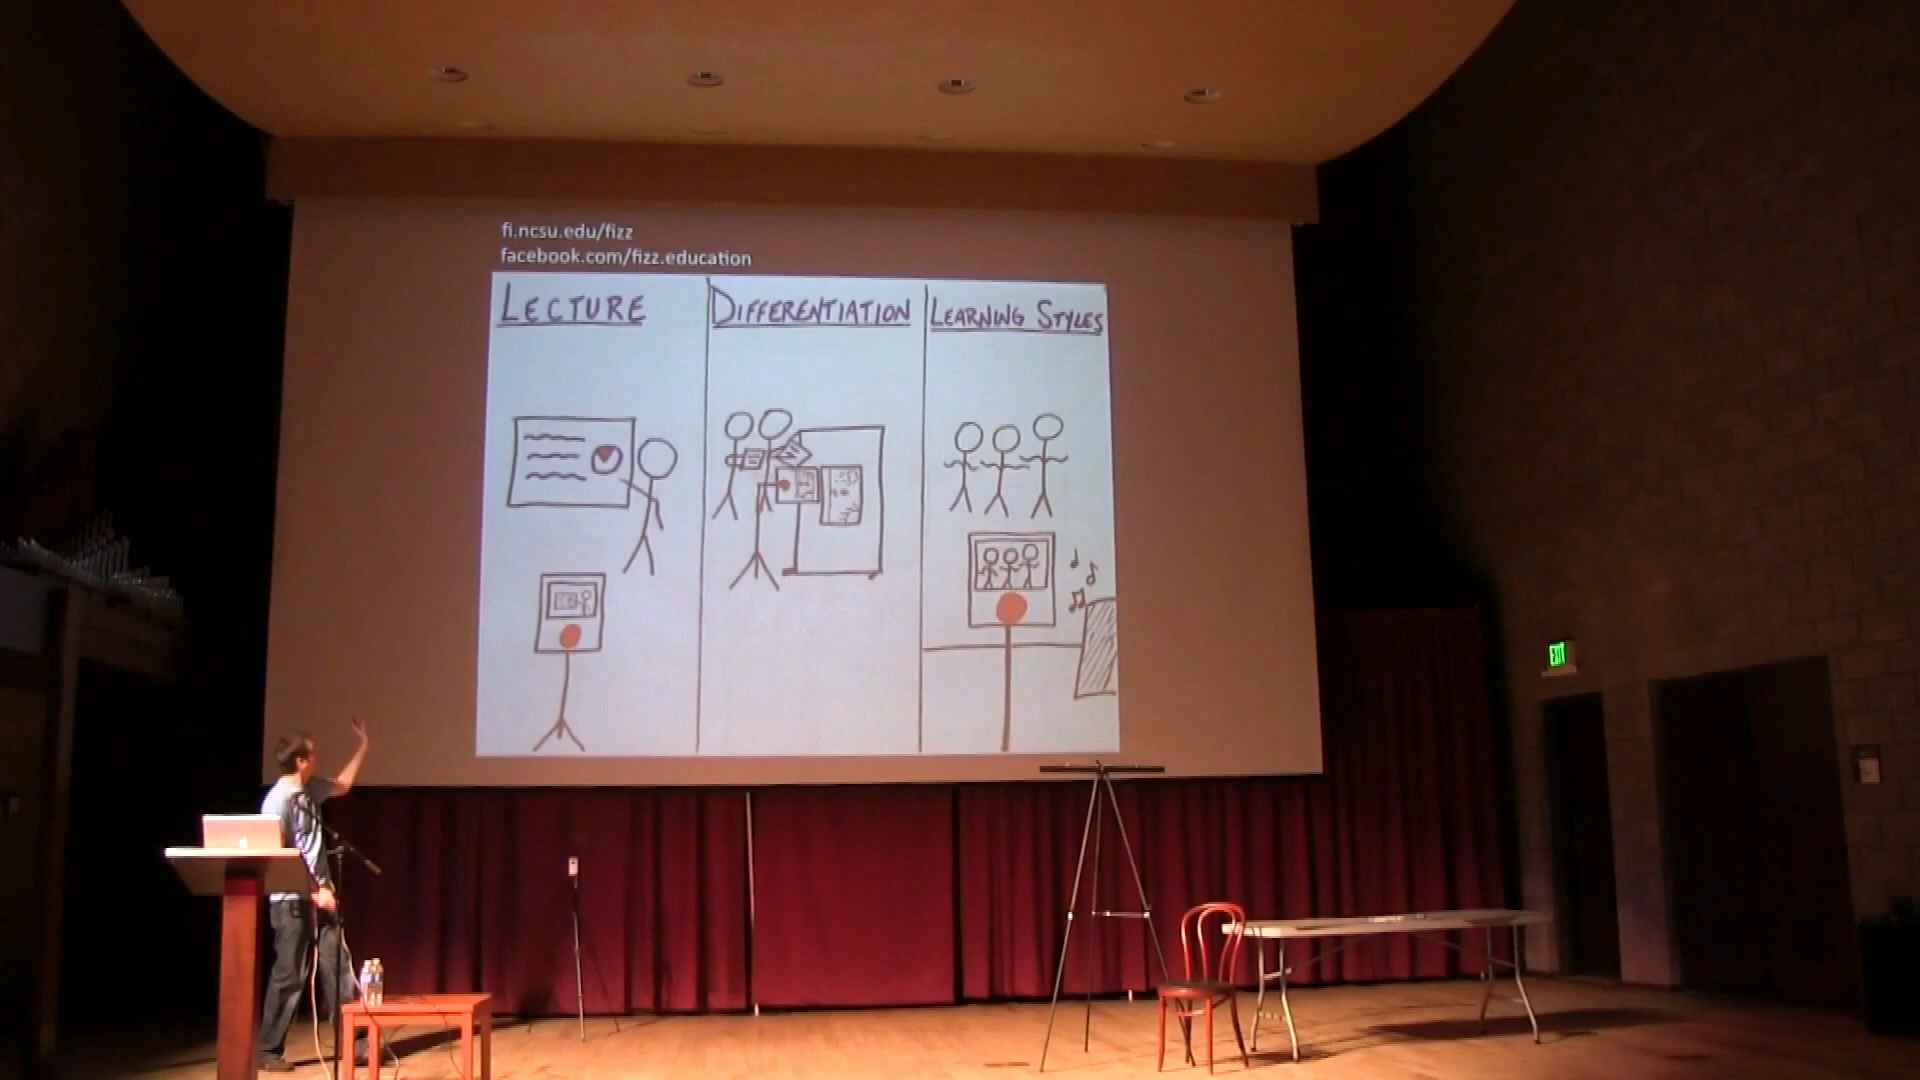 fi.ncsu.edu/fizz
facebook.com/fizz.education
LECTURE
DIFFERENTIATION
LEARNING STYLES
EXIT